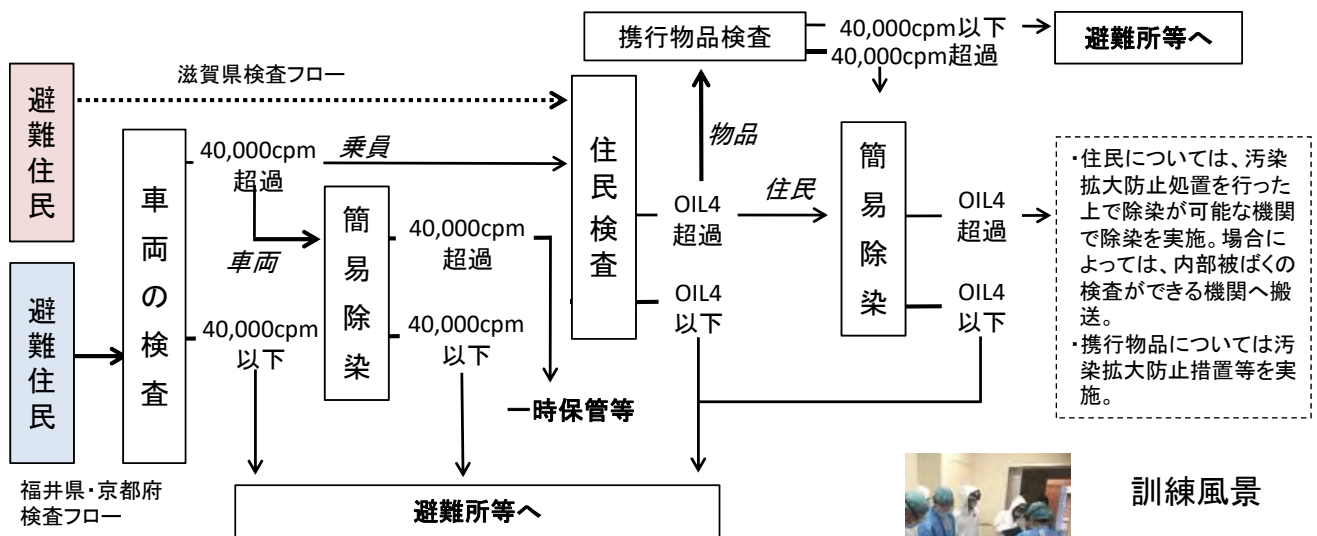 携行物品検査
40,000cpm以下
40,000cpm超過
避難所等へ
滋賀県検査フロー
避難住民
避難住民
福井県・京都府
検査フロー
車両の検査
40,000cpm
超過
乗員
車両
40,000cpm
以下
簡易除染
40,000cpm
超過
40,000cpm
以下
一時保管等
住民検査
物品
OIL4
超過
住民
OIL4
以下
簡易除染
OIL4
超過
OIL4
以下
・住民については、汚染
拡大防止処置を行った
上で除染が可能な機関
で除染を実施。場合に
よっては、内部被ばくの
検査ができる機関へ搬
送。
・携行物品については汚
染拡大防止措置等を実
施。
避難所等へ
訓練風景